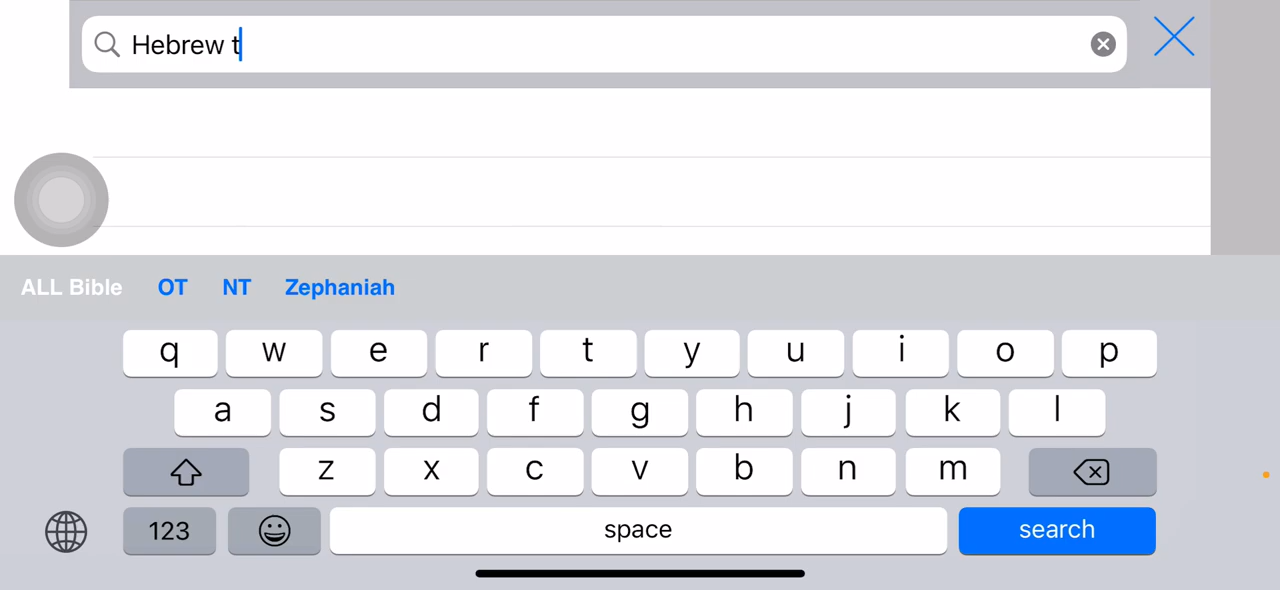 Hebrew t
ALL Bible OT NT Zephaniah
q w e r t y u i o p
a s d f g h j k l
z x c v b n m
123 space search